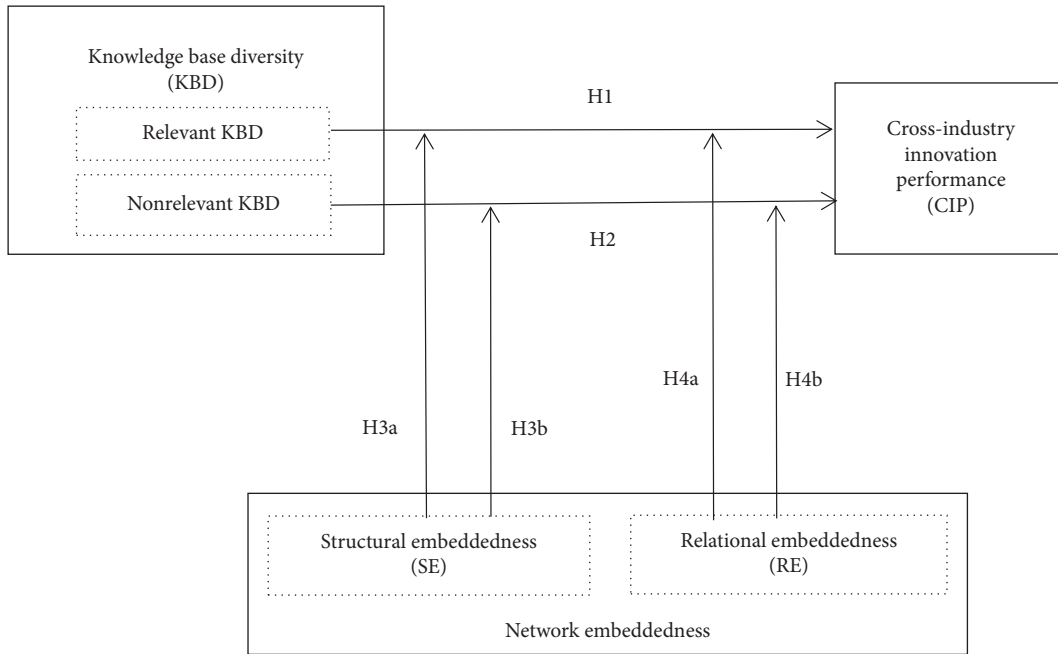 Knowledge base diversity
(KBD)
Relevant KBD
Nonrelevant KBD
H1
H2
Cross-industry
innovation
performance
(CIP)
H3a
H3b
H4a
H4b
Structural embeddedness
(SE)
Relational embeddedness
(RE)
Network embeddedness